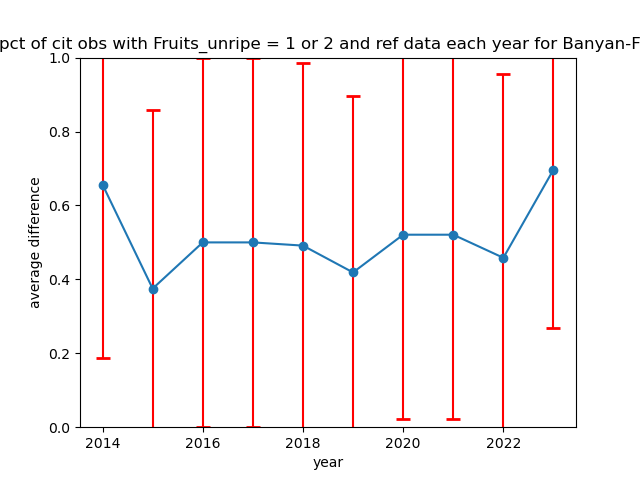 pct of cit obs with Fruits_unripe = 1 or 2 and ref data each year for Banyan-F
1.0
0.8
0.6
0.4
0.2
0.0
average difference
2014 2016 2018 2020 2022
year